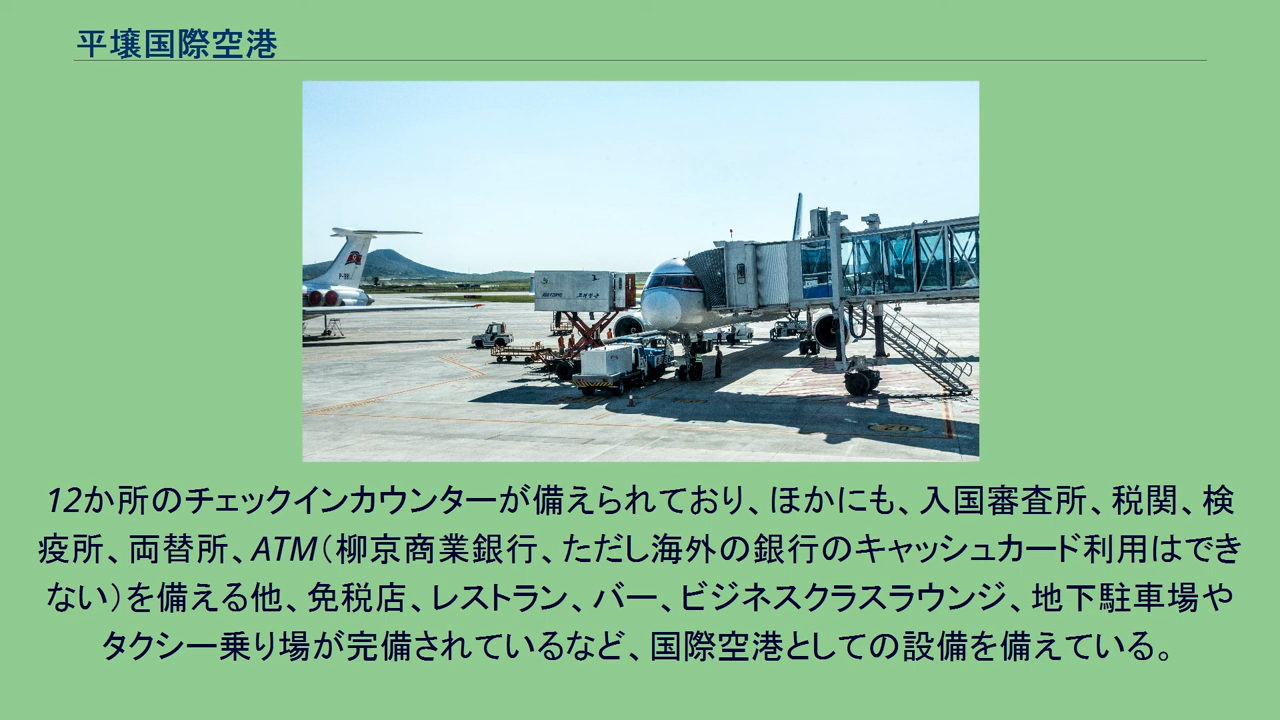 平壌国際空港
P-881
02
12か所のチェックインカウンターが備えられており、ほかにも、入国審査所、税関、検
疫所、両替所、ATM（柳京商業銀行、ただし海外の銀行のキャッシュカード利用はでき
ない）を備える他、免税店、レストラン、バー、ビジネスクラスラウンジ、地下駐車場や
タクシー乗り場が完備されているなど、国際空港としての設備を備えている。